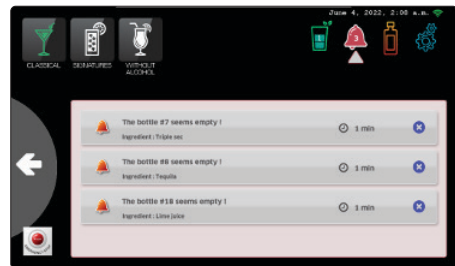 June 4, 2022, 2:08 a.m.
CLASSICAL
SIGNATURES
WITHOUT
ALCOHOL
3
The bottle #7 seems empty !
Ingredient : Triple sec
1 min
The bottle #6 seems empty !
Ingredient : Tequila
1 min
The bottle #18 seems empty !
Ingredient : Lime juice
1 min